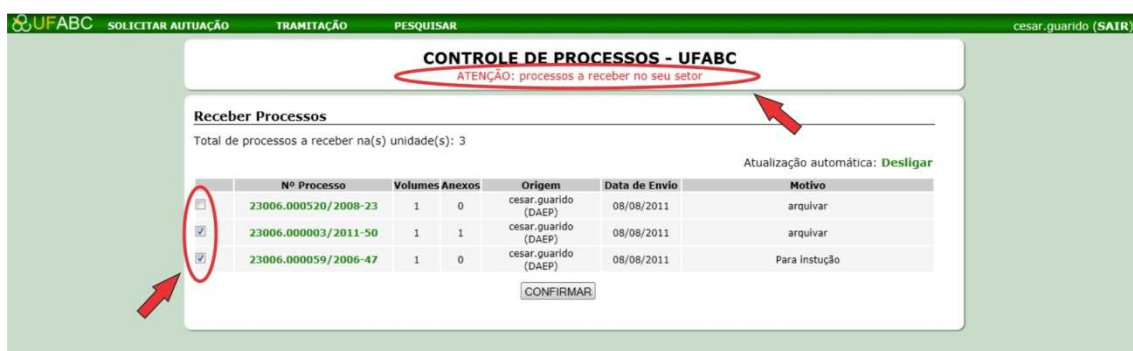 UFABC SOLICITAR AUTUAÇÃO TRAMITAÇÃO PESQUISAR cesar.guarido (SAIR)
CONTROLE DE PROCESSOS - UFABC
ATENÇÃO: processos a receber no seu setor
Receber Processos
Total de processos a receber na(s) unidade(s): 3
Atualização automática: Desligar
Nº Processo Volumes Anexos Origem Data de Envio Motivo
23006.000520/2008-23 1 0 cesar.guarido (DAEP) 08/08/2011 arquivar
23006.000003/2011-50 1 1 cesar.guarido (DAEP) 08/08/2011 arquivar
23006.000059/2006-47 1 0 cesar.guarido (DAEP) 08/08/2011 Para instução
CONFIRMAR